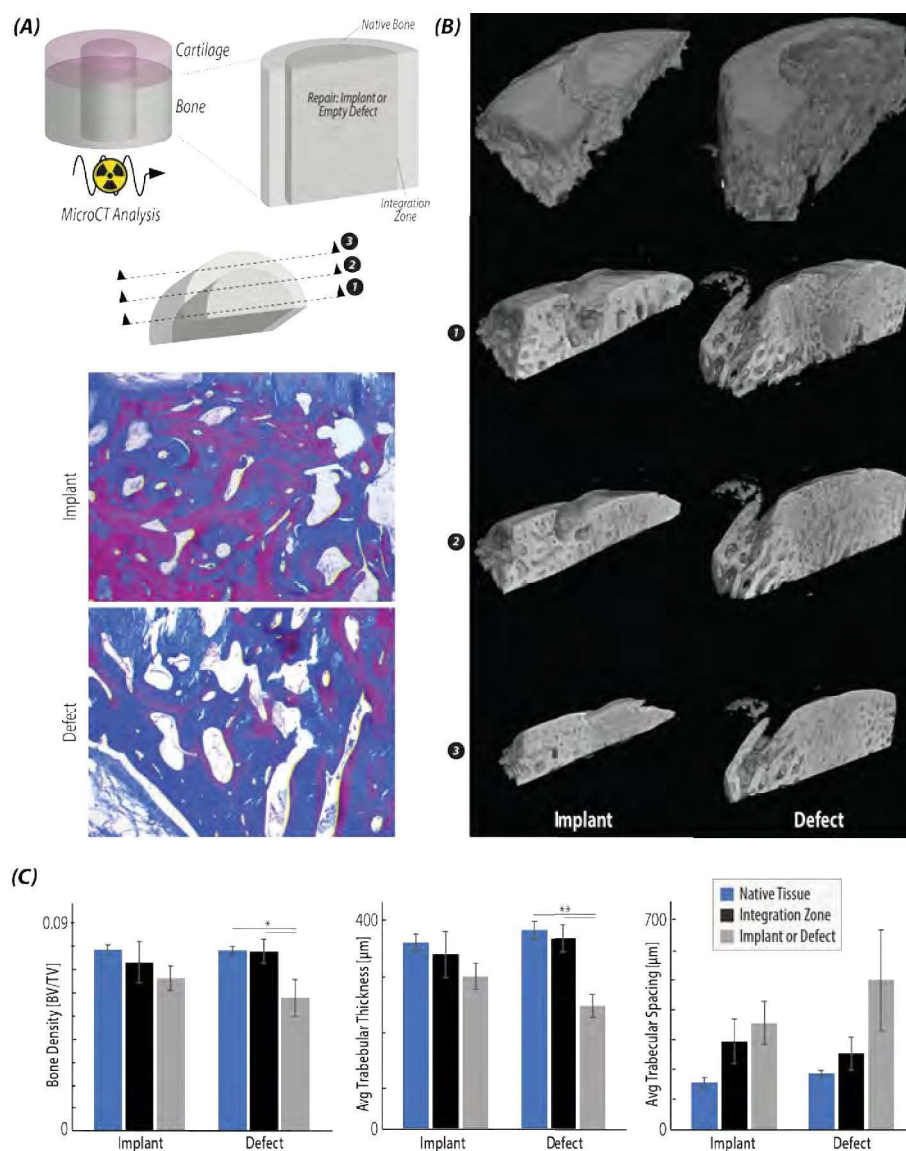 (A)
Cartilage
Bone
MicroCT Analysis
Native Bone
Repair: Implant or
Empty Defect
Integration
Zone
3
2
1
Implant
Defect
(B)
1
2
3
Implant
Defect
(C)
Bone Density [BV/TV]
0.09
0
*
Implant
Defect
Avg Trabebular Thickness [µm]
400
0
**
Implant
Defect
Avg Trabecular Spacing [µm]
700
0
Native Tissue
Integration Zone
Implant or Defect
Implant
Defect